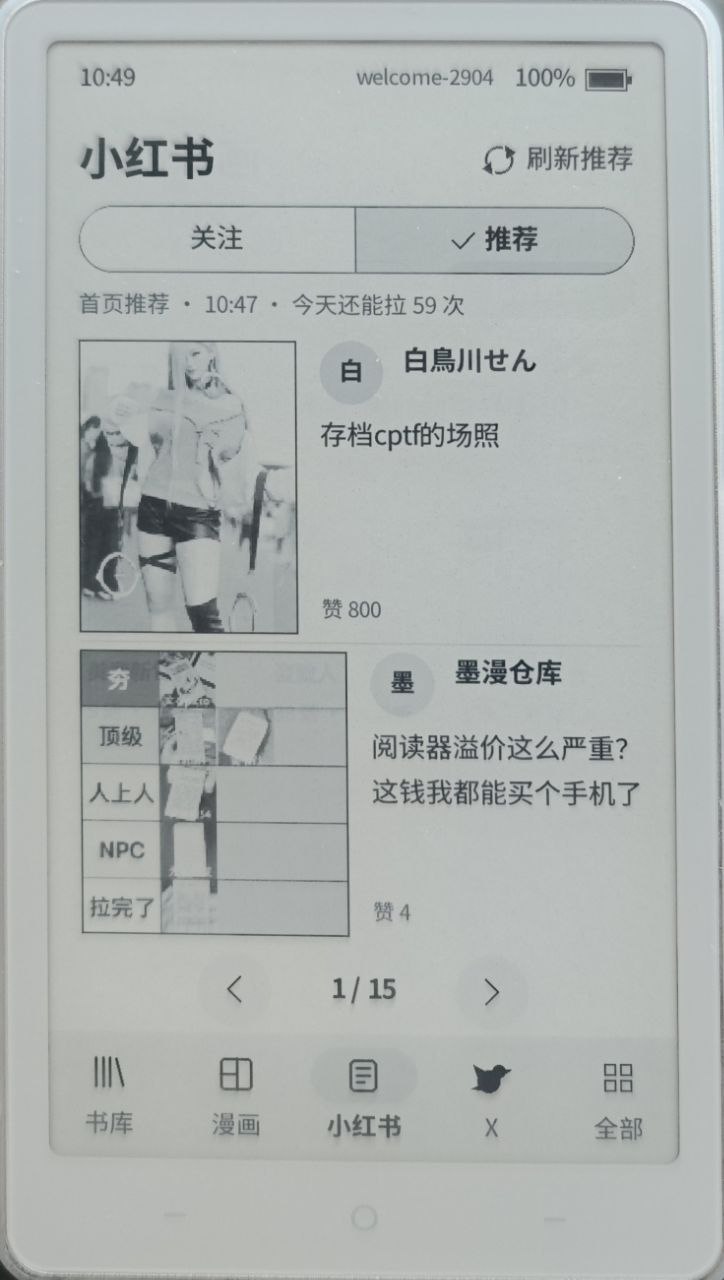 10:49 welcome-2904 100%
小红书 刷新推荐
关注 推荐
首页推荐 · 10:47 · 今天还能拉 59 次
白 白鳥川せん
存档cptf的场照
赞 800
夯
顶级
人上人
NPC
拉完了
墨 墨漫仓库
阅读器溢价这么严重?
这钱我都能买个手机了
赞 4
1 / 15
书库 漫画 小红书 X 全部